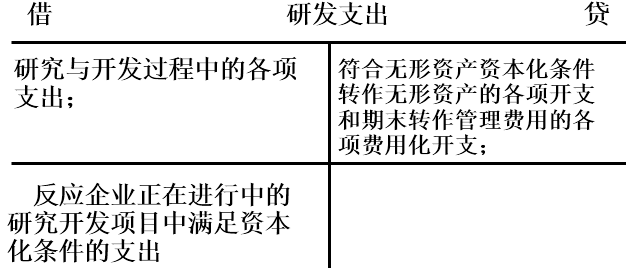 借 研发支出 贷
研究与开发过程中的各项
支出；
符合无形资产资本化条件
转作无形资产的各项开支
和期末转作管理费用的各
项费用化开支；
反应企业正在进行中的
研究开发项目中满足资本
化条件的支出